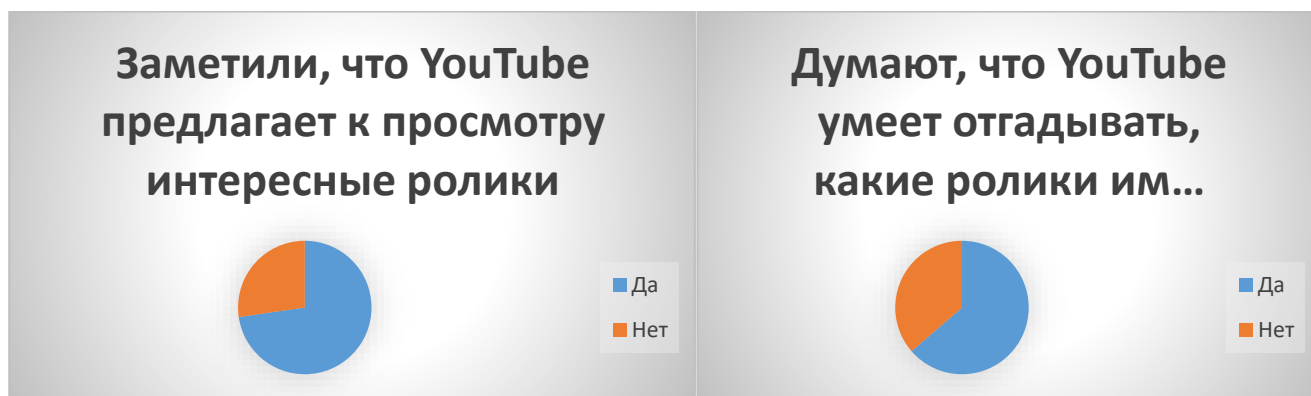 Заметили, что YouTube
предлагает к просмотру
интересные ролики
Да
Нет
Думают, что YouTube
умеет отгадывать,
какие ролики им…
Да
Нет